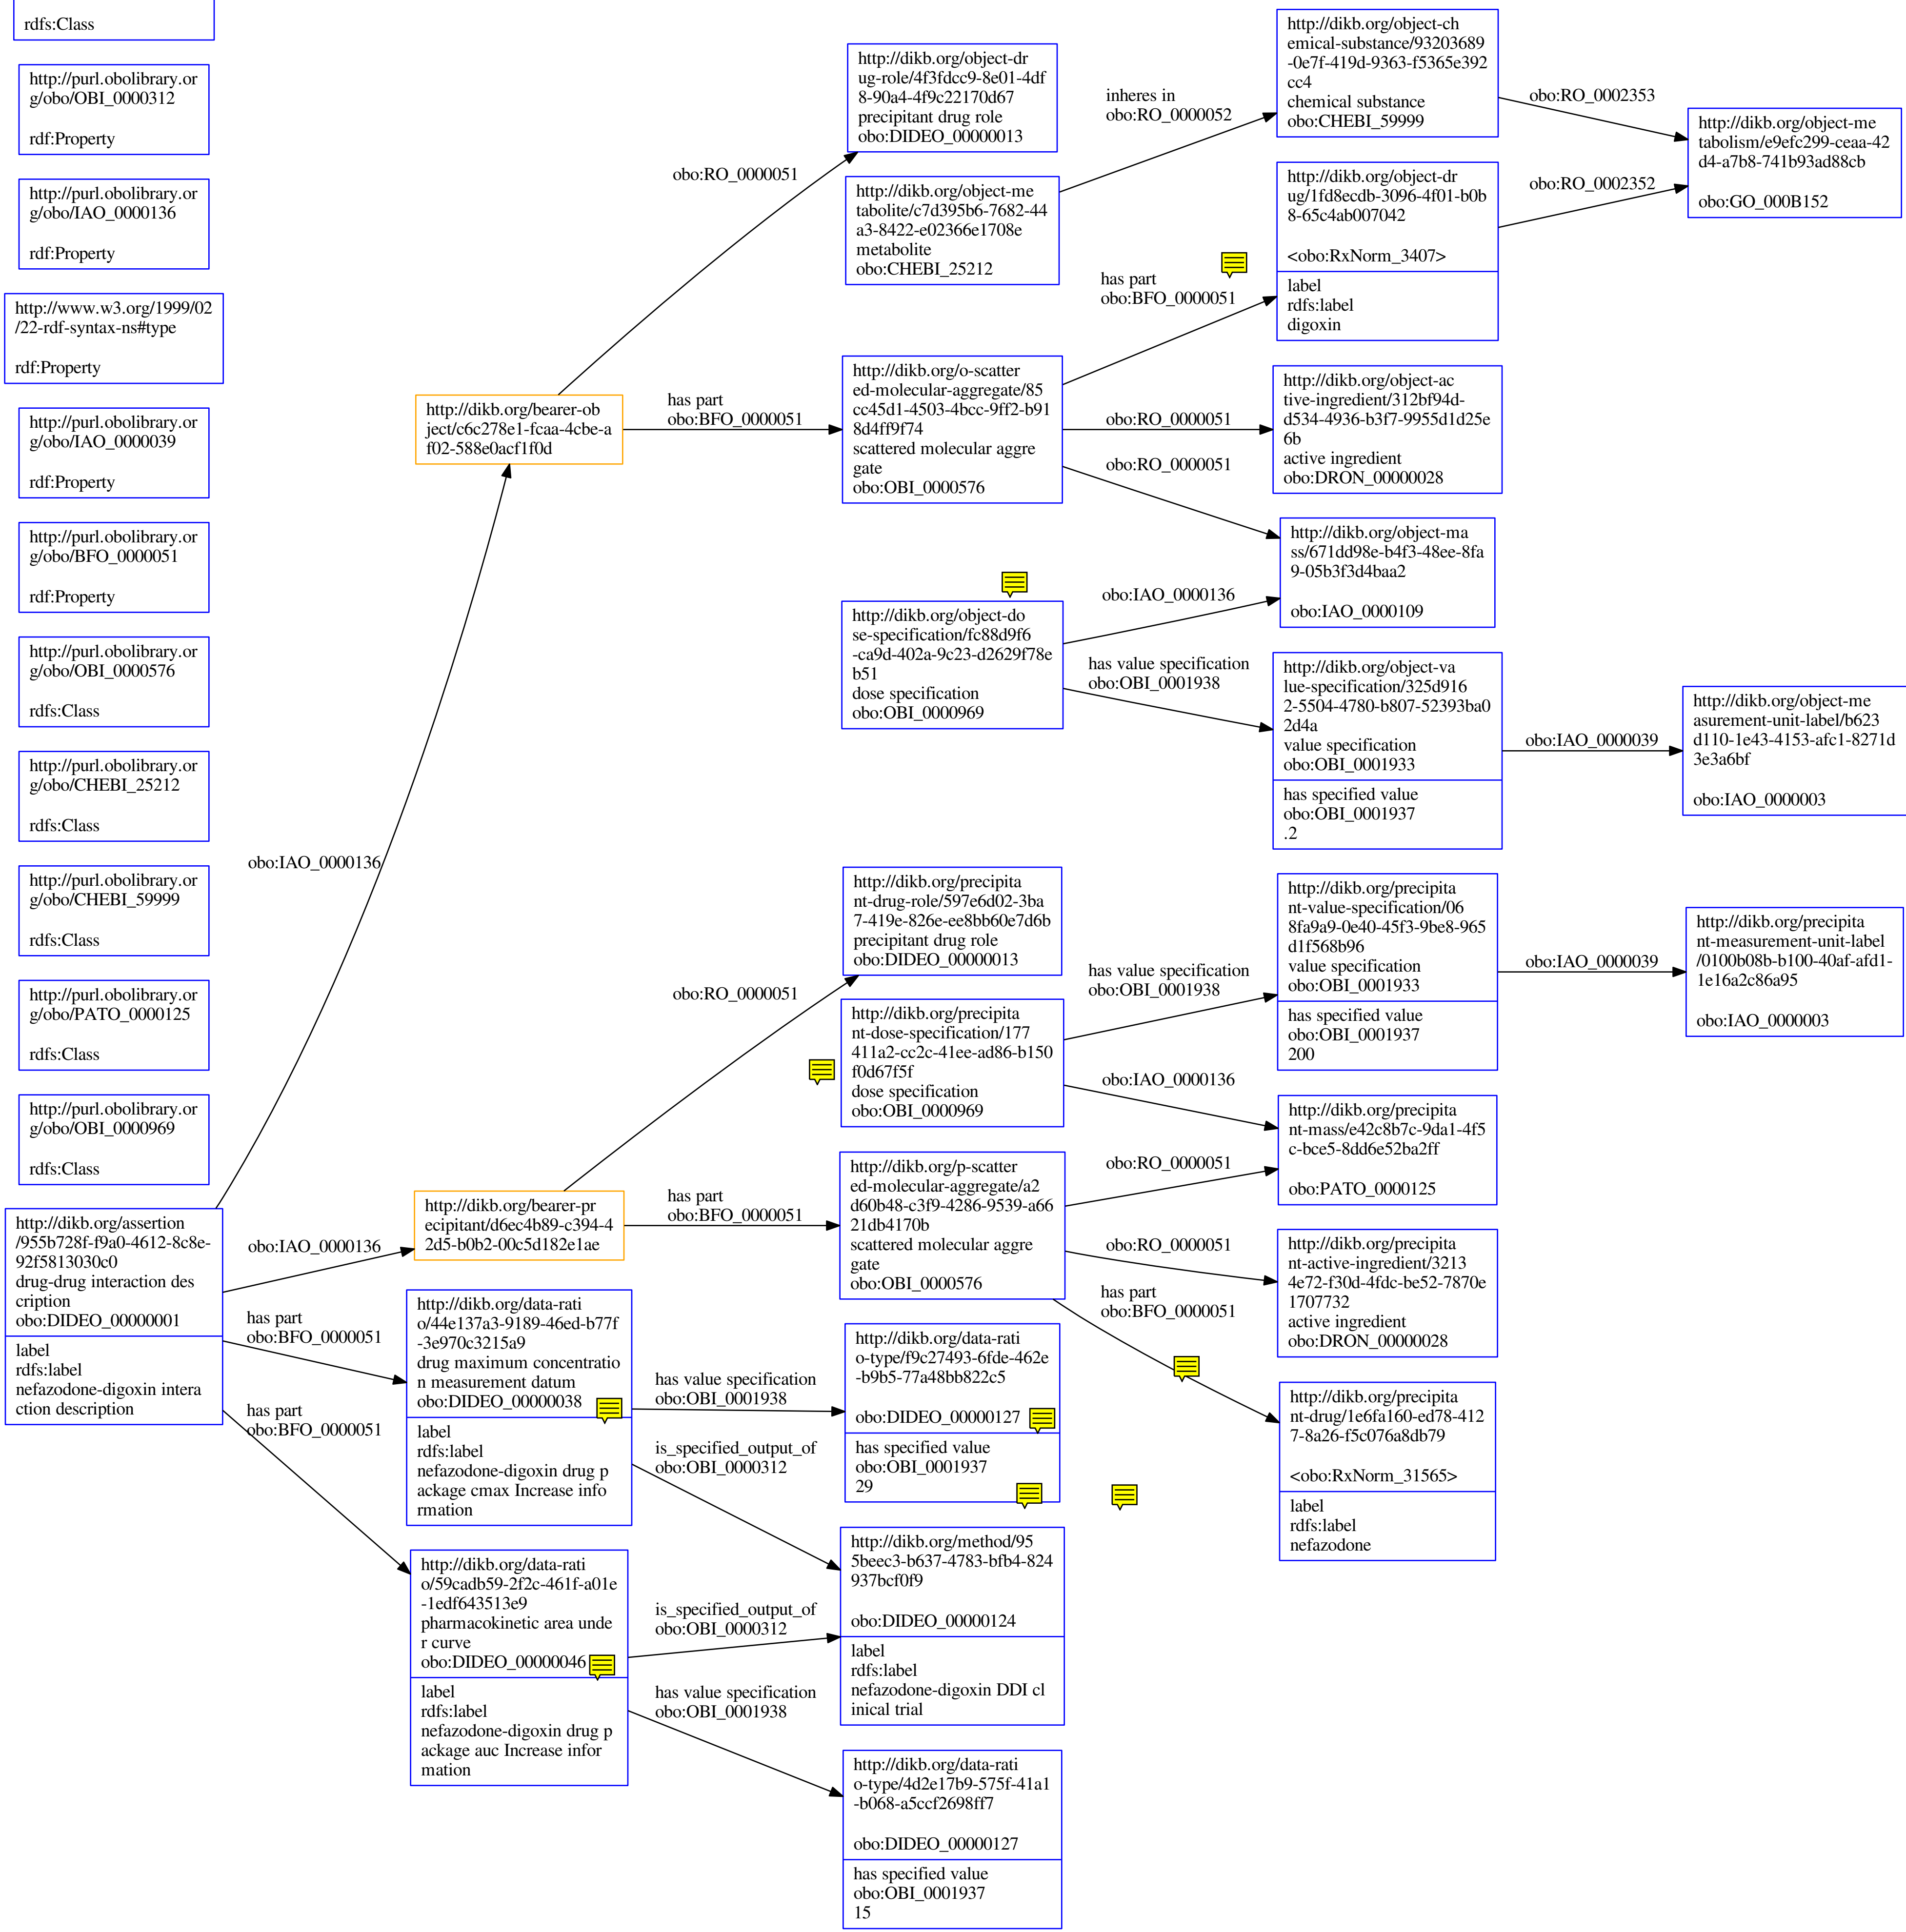 rdfs:Class
http://purl.obolibrary.or
g/obo/OBI_0000312
rdf:Property
http://purl.obolibrary.or
g/obo/IAO_0000136
rdf:Property
http://www.w3.org/1999/02
/22-rdf-syntax-ns#type
rdf:Property
http://purl.obolibrary.or
g/obo/IAO_0000039
rdf:Property
http://purl.obolibrary.or
g/obo/BFO_0000051
rdf:Property
http://purl.obolibrary.or
g/obo/OBI_0000576
rdfs:Class
http://purl.obolibrary.or
g/obo/CHEBI_25212
rdfs:Class
http://purl.obolibrary.or
g/obo/CHEBI_59999
rdfs:Class
http://purl.obolibrary.or
g/obo/PATO_0000125
rdfs:Class
http://purl.obolibrary.or
g/obo/OBI_0000969
rdfs:Class
http://dikb.org/assertion
/955b728f-f9a0-4612-8c8e-
92f5813030c0
drug-drug interaction des
cription
obo:DIDEO_00000001
label
rdfs:label
nefazodone-digoxin intera
ction description
obo:IAO_0000136
obo:IAO_0000136
has part
obo:BFO_0000051
has part
obo:BFO_0000051
http://dikb.org/bearer-ob
ject/c6c278e1-fcaa-4cbe-a
f02-588e0acf1f0d
http://dikb.org/bearer-pr
ecipitant/d6ec4b89-c394-4
2d5-b0b2-00c5d182e1ae
http://dikb.org/data-rati
o/44e137a3-9189-46ed-b77f
-3e970c3215a9
drug maximum concentratio
n measurement datum
obo:DIDEO_00000038
label
rdfs:label
nefazodone-digoxin drug p
ackage cmax Increase info
rmation
http://dikb.org/data-rati
o/59cadb59-2f2c-461f-a01e
-1edf643513e9
pharmacokinetic area unde
r curve
obo:DIDEO_00000046
label
rdfs:label
nefazodone-digoxin drug p
ackage auc Increase infor
mation
obo:RO_0000051
has part
obo:BFO_0000051
obo:RO_0000051
has part
obo:BFO_0000051
has value specification
obo:OBI_0001938
is_specified_output_of
obo:OBI_0000312
is_specified_output_of
obo:OBI_0000312
has value specification
obo:OBI_0001938
http://dikb.org/object-dr
ug-role/4f3fdcc9-8e01-4df
8-90a4-4f9c22170d67
precipitant drug role
obo:DIDEO_00000013
http://dikb.org/object-me
tabolite/c7d395b6-7682-44
a3-8422-e02366e1708e
metabolite
obo:CHEBI_25212
http://dikb.org/o-scatter
ed-molecular-aggregate/85
cc45d1-4503-4bcc-9ff2-b91
8d4ff9f74
scattered molecular aggre
gate
obo:OBI_0000576
http://dikb.org/object-do
se-specification/fc88d9f6
-ca9d-402a-9c23-d2629f78e
b51
dose specification
obo:OBI_0000969
http://dikb.org/precipita
nt-drug-role/597e6d02-3ba
7-419e-826e-ee8bb60e7d6b
precipitant drug role
obo:DIDEO_00000013
http://dikb.org/precipita
nt-dose-specification/177
411a2-cc2c-41ee-ad86-b150
f0d67f5f
dose specification
obo:OBI_0000969
http://dikb.org/p-scatter
ed-molecular-aggregate/a2
d60b48-c3f9-4286-9539-a66
21db4170b
scattered molecular aggre
gate
obo:OBI_0000576
http://dikb.org/data-rati
o-type/f9c27493-6fde-462e
-b9b5-77a48bb822c5
obo:DIDEO_00000127
has specified value
obo:OBI_0001937
29
http://dikb.org/method/95
5beec3-b637-4783-bfb4-824
937bcf0f9
obo:DIDEO_00000124
label
rdfs:label
nefazodone-digoxin DDI cl
inical trial
http://dikb.org/data-rati
o-type/4d2e17b9-575f-41a1
-b068-a5ccf2698ff7
obo:DIDEO_00000127
has specified value
obo:OBI_0001937
15
inheres in
obo:RO_0000052
has part
obo:BFO_0000051
obo:RO_0000051
obo:RO_0000051
obo:IAO_0000136
has value specification
obo:OBI_0001938
has value specification
obo:OBI_0001938
obo:IAO_0000136
obo:RO_0000051
obo:RO_0000051
has part
obo:BFO_0000051
http://dikb.org/object-ch
emical-substance/93203689
-0e7f-419d-9363-f5365e392
cc4
chemical substance
obo:CHEBI_59999
http://dikb.org/object-dr
ug/1fd8ecdb-3096-4f01-b0b
8-65c4ab007042
<obo:RxNorm_3407>
label
rdfs:label
digoxin
http://dikb.org/object-ac
tive-ingredient/312bf94d-
d534-4936-b3f7-9955d1d25e
6b
active ingredient
obo:DRON_00000028
http://dikb.org/object-ma
ss/671dd98e-b4f3-48ee-8fa
9-05b3f3d4baa2
obo:IAO_0000109
http://dikb.org/object-va
lue-specification/325d916
2-5504-4780-b807-52393ba0
2d4a
value specification
obo:OBI_0001933
has specified value
obo:OBI_0001937
.2
http://dikb.org/precipita
nt-value-specification/06
8fa9a9-0e40-45f3-9be8-965
d1f568b96
value specification
obo:OBI_0001933
has specified value
obo:OBI_0001937
200
http://dikb.org/precipita
nt-mass/e42c8b7c-9da1-4f5
c-bce5-8dd6e52ba2ff
obo:PATO_0000125
http://dikb.org/precipita
nt-active-ingredient/3213
4e72-f30d-4fdc-be52-7870e
1707732
active ingredient
obo:DRON_00000028
http://dikb.org/precipita
nt-drug/1e6fa160-ed78-412
7-8a26-f5c076a8db79
<obo:RxNorm_31565>
label
rdfs:label
nefazodone
obo:RO_0002353
obo:RO_0002352
obo:IAO_0000039
obo:IAO_0000039
http://dikb.org/object-me
tabolism/e9efc299-ceaa-42
d4-a7b8-741b93ad88cb
obo:GO_000B152
http://dikb.org/object-me
asurement-unit-label/b623
d110-1e43-4153-afc1-8271d
3e3a6bf
obo:IAO_0000003
http://dikb.org/precipita
nt-measurement-unit-label
/0100b08b-b100-40af-afd1-
1e16a2c86a95
obo:IAO_0000003